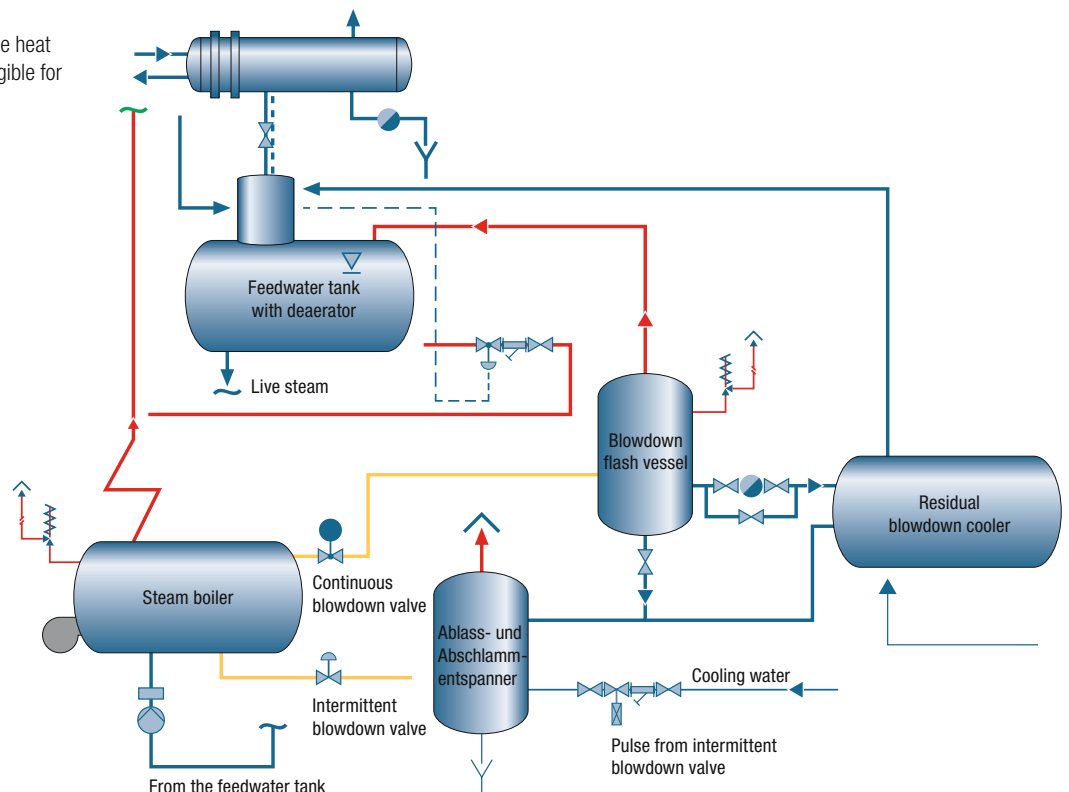 e heat
gible for
Feedwater tank
with deaerator
Live steam
Blowdown
flash vessel
Residual
blowdown cooler
Steam boiler
Continuous
blowdown valve
Ablass- und
Abschlamm-
entspanner
Cooling water
Intermittent
blowdown valve
Pulse from intermittent
blowdown valve
From the feedwater tank